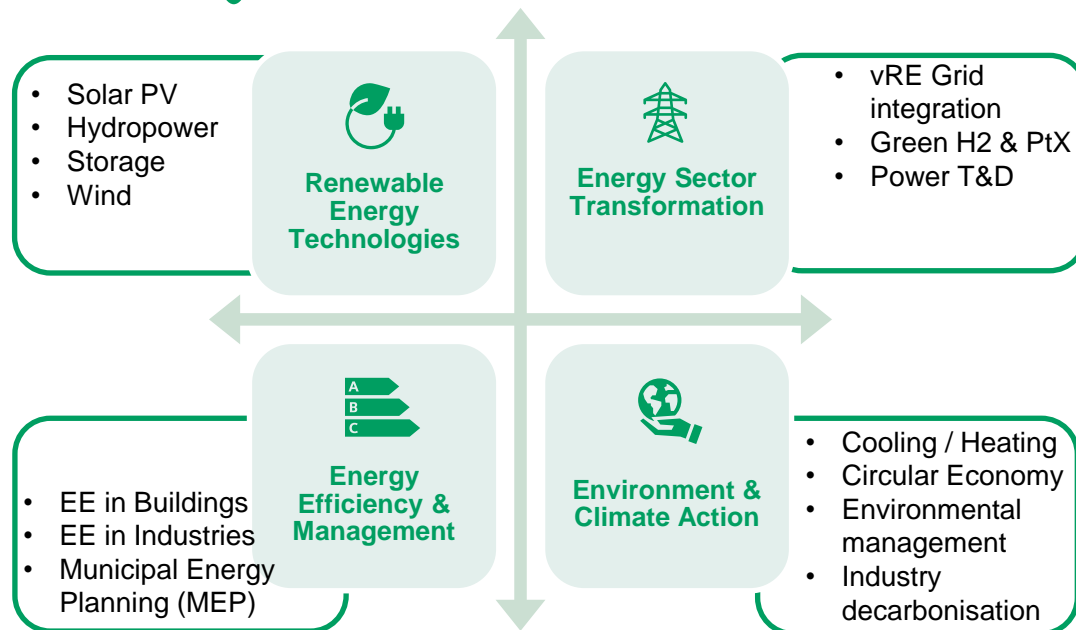 • Solar PV
• Hydropower
• Storage
• Wind
Renewable
Energy
Technologies
Energy Sector
Transformation
• vRE Grid
integration
• Green H2 & PtX
• Power T&D
• EE in Buildings
• EE in Industries
• Municipal Energy
Planning (MEP)
A
B
C
Energy
Efficiency &
Management
Environment &
Climate Action
• Cooling / Heating
• Circular Economy
• Environmental
management
• Industry
decarbonisation